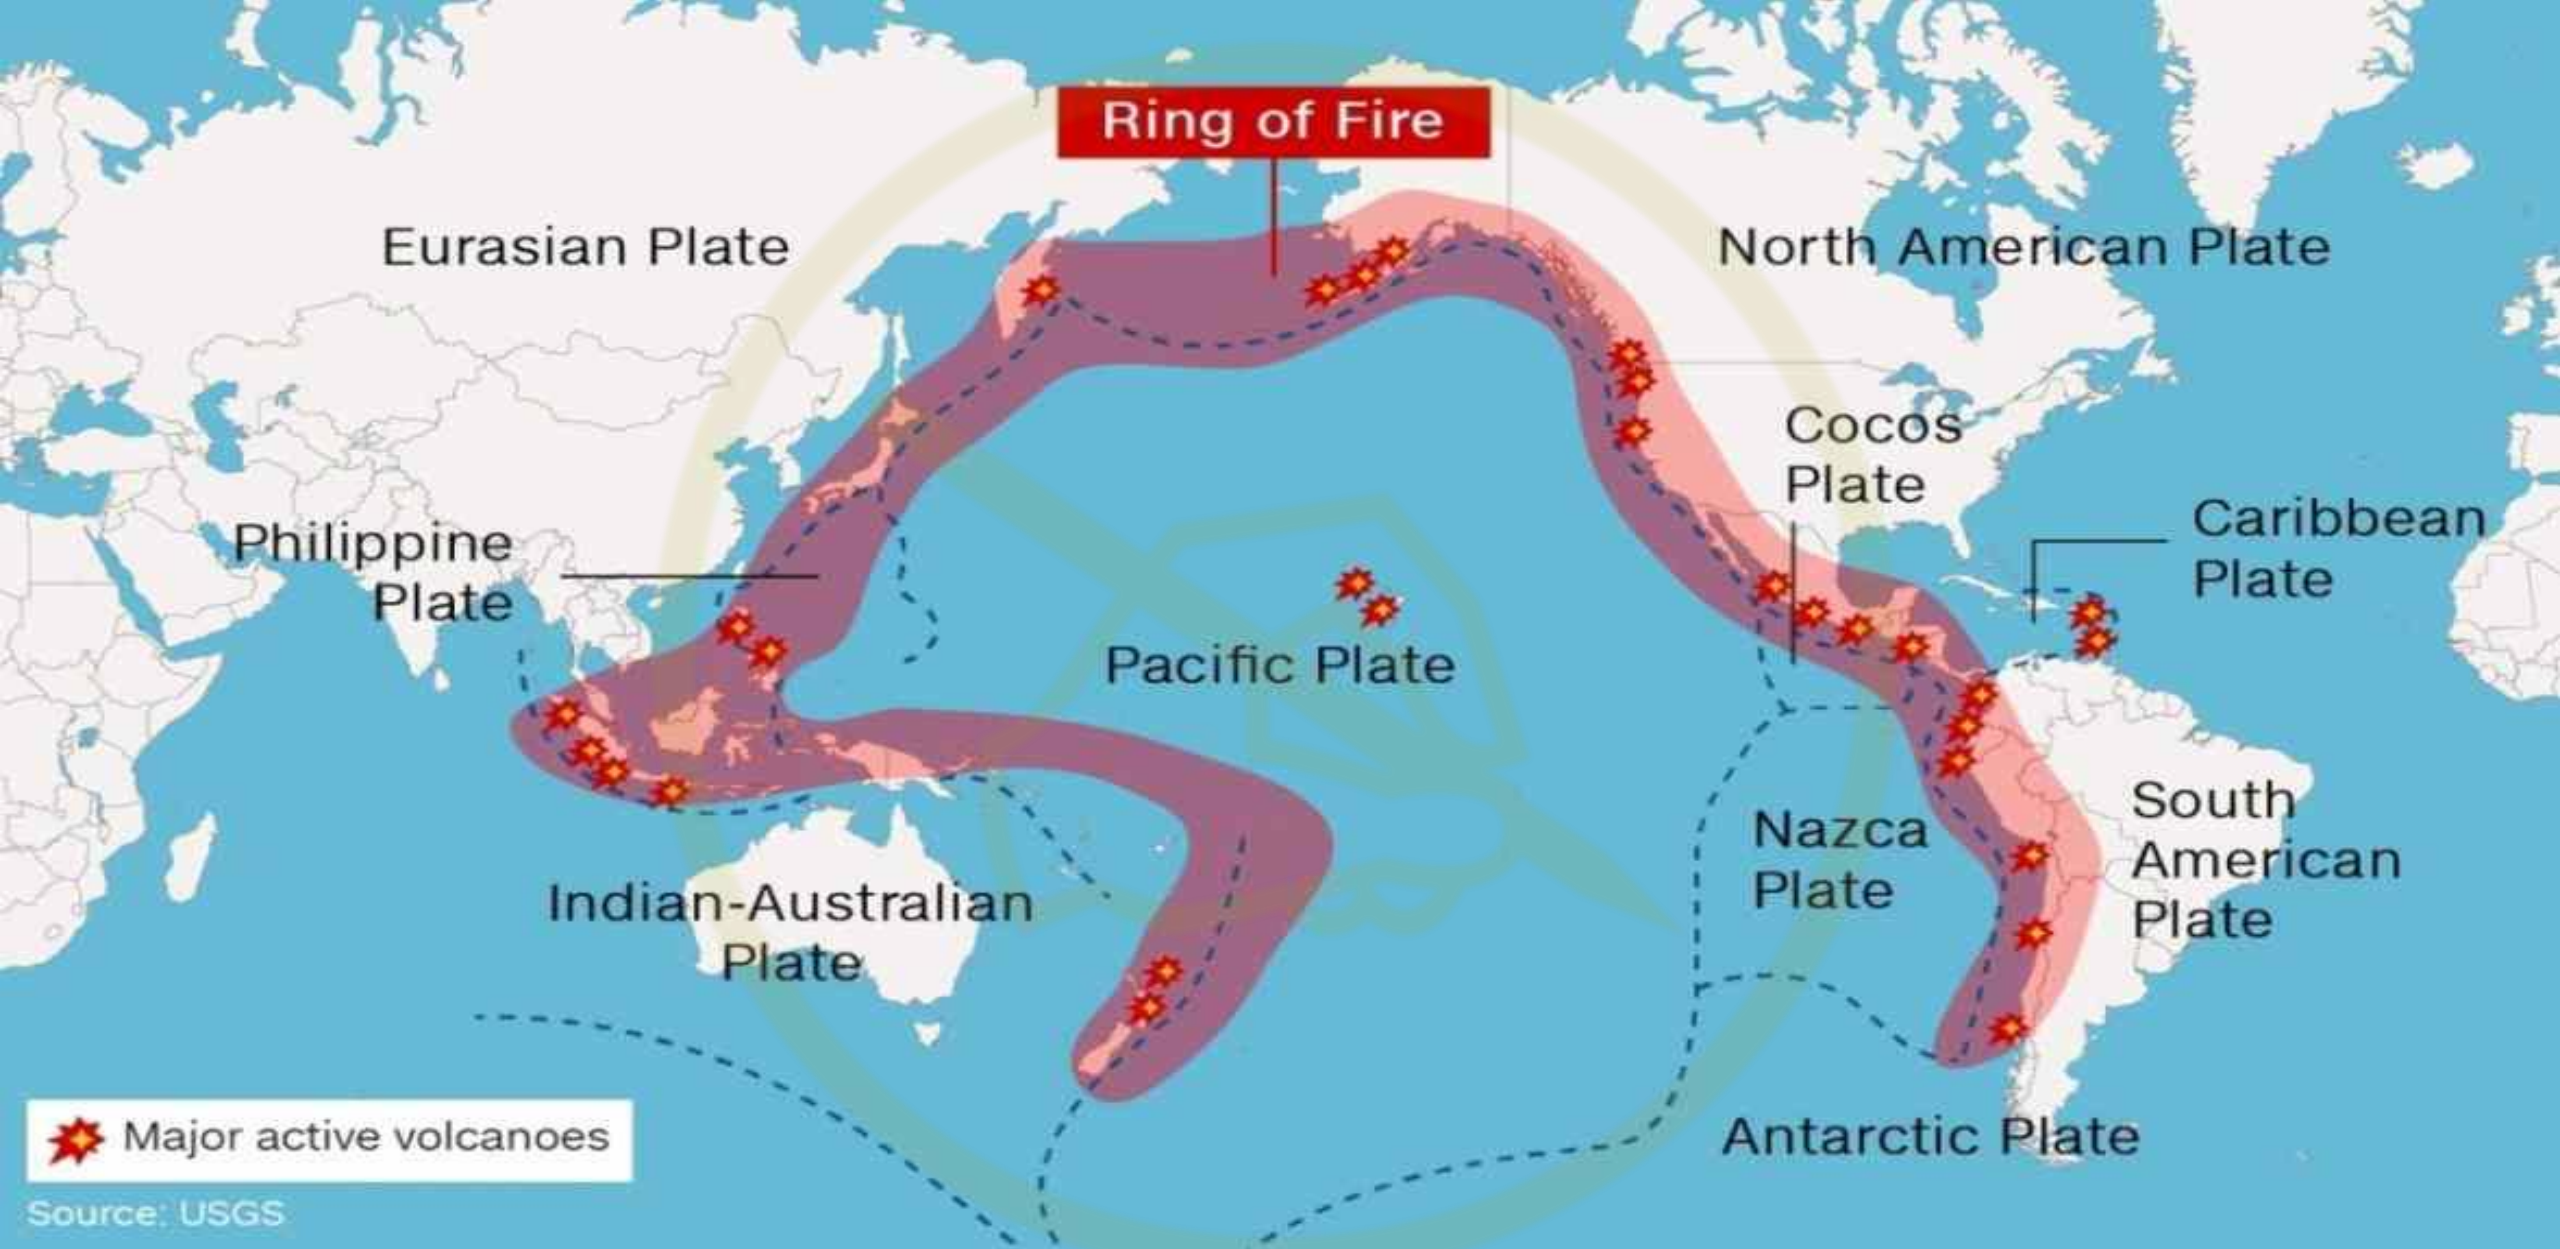 Ring of Fire
Eurasian Plate
North American Plate
Cocos
Plate
Caribbean
Plate
Philippine
Plate
Pacific Plate
South
American
Plate
Nazca
Plate
Indian-Australian
Plate
Antarctic Plate
Major active volcanoes
Source: USGS